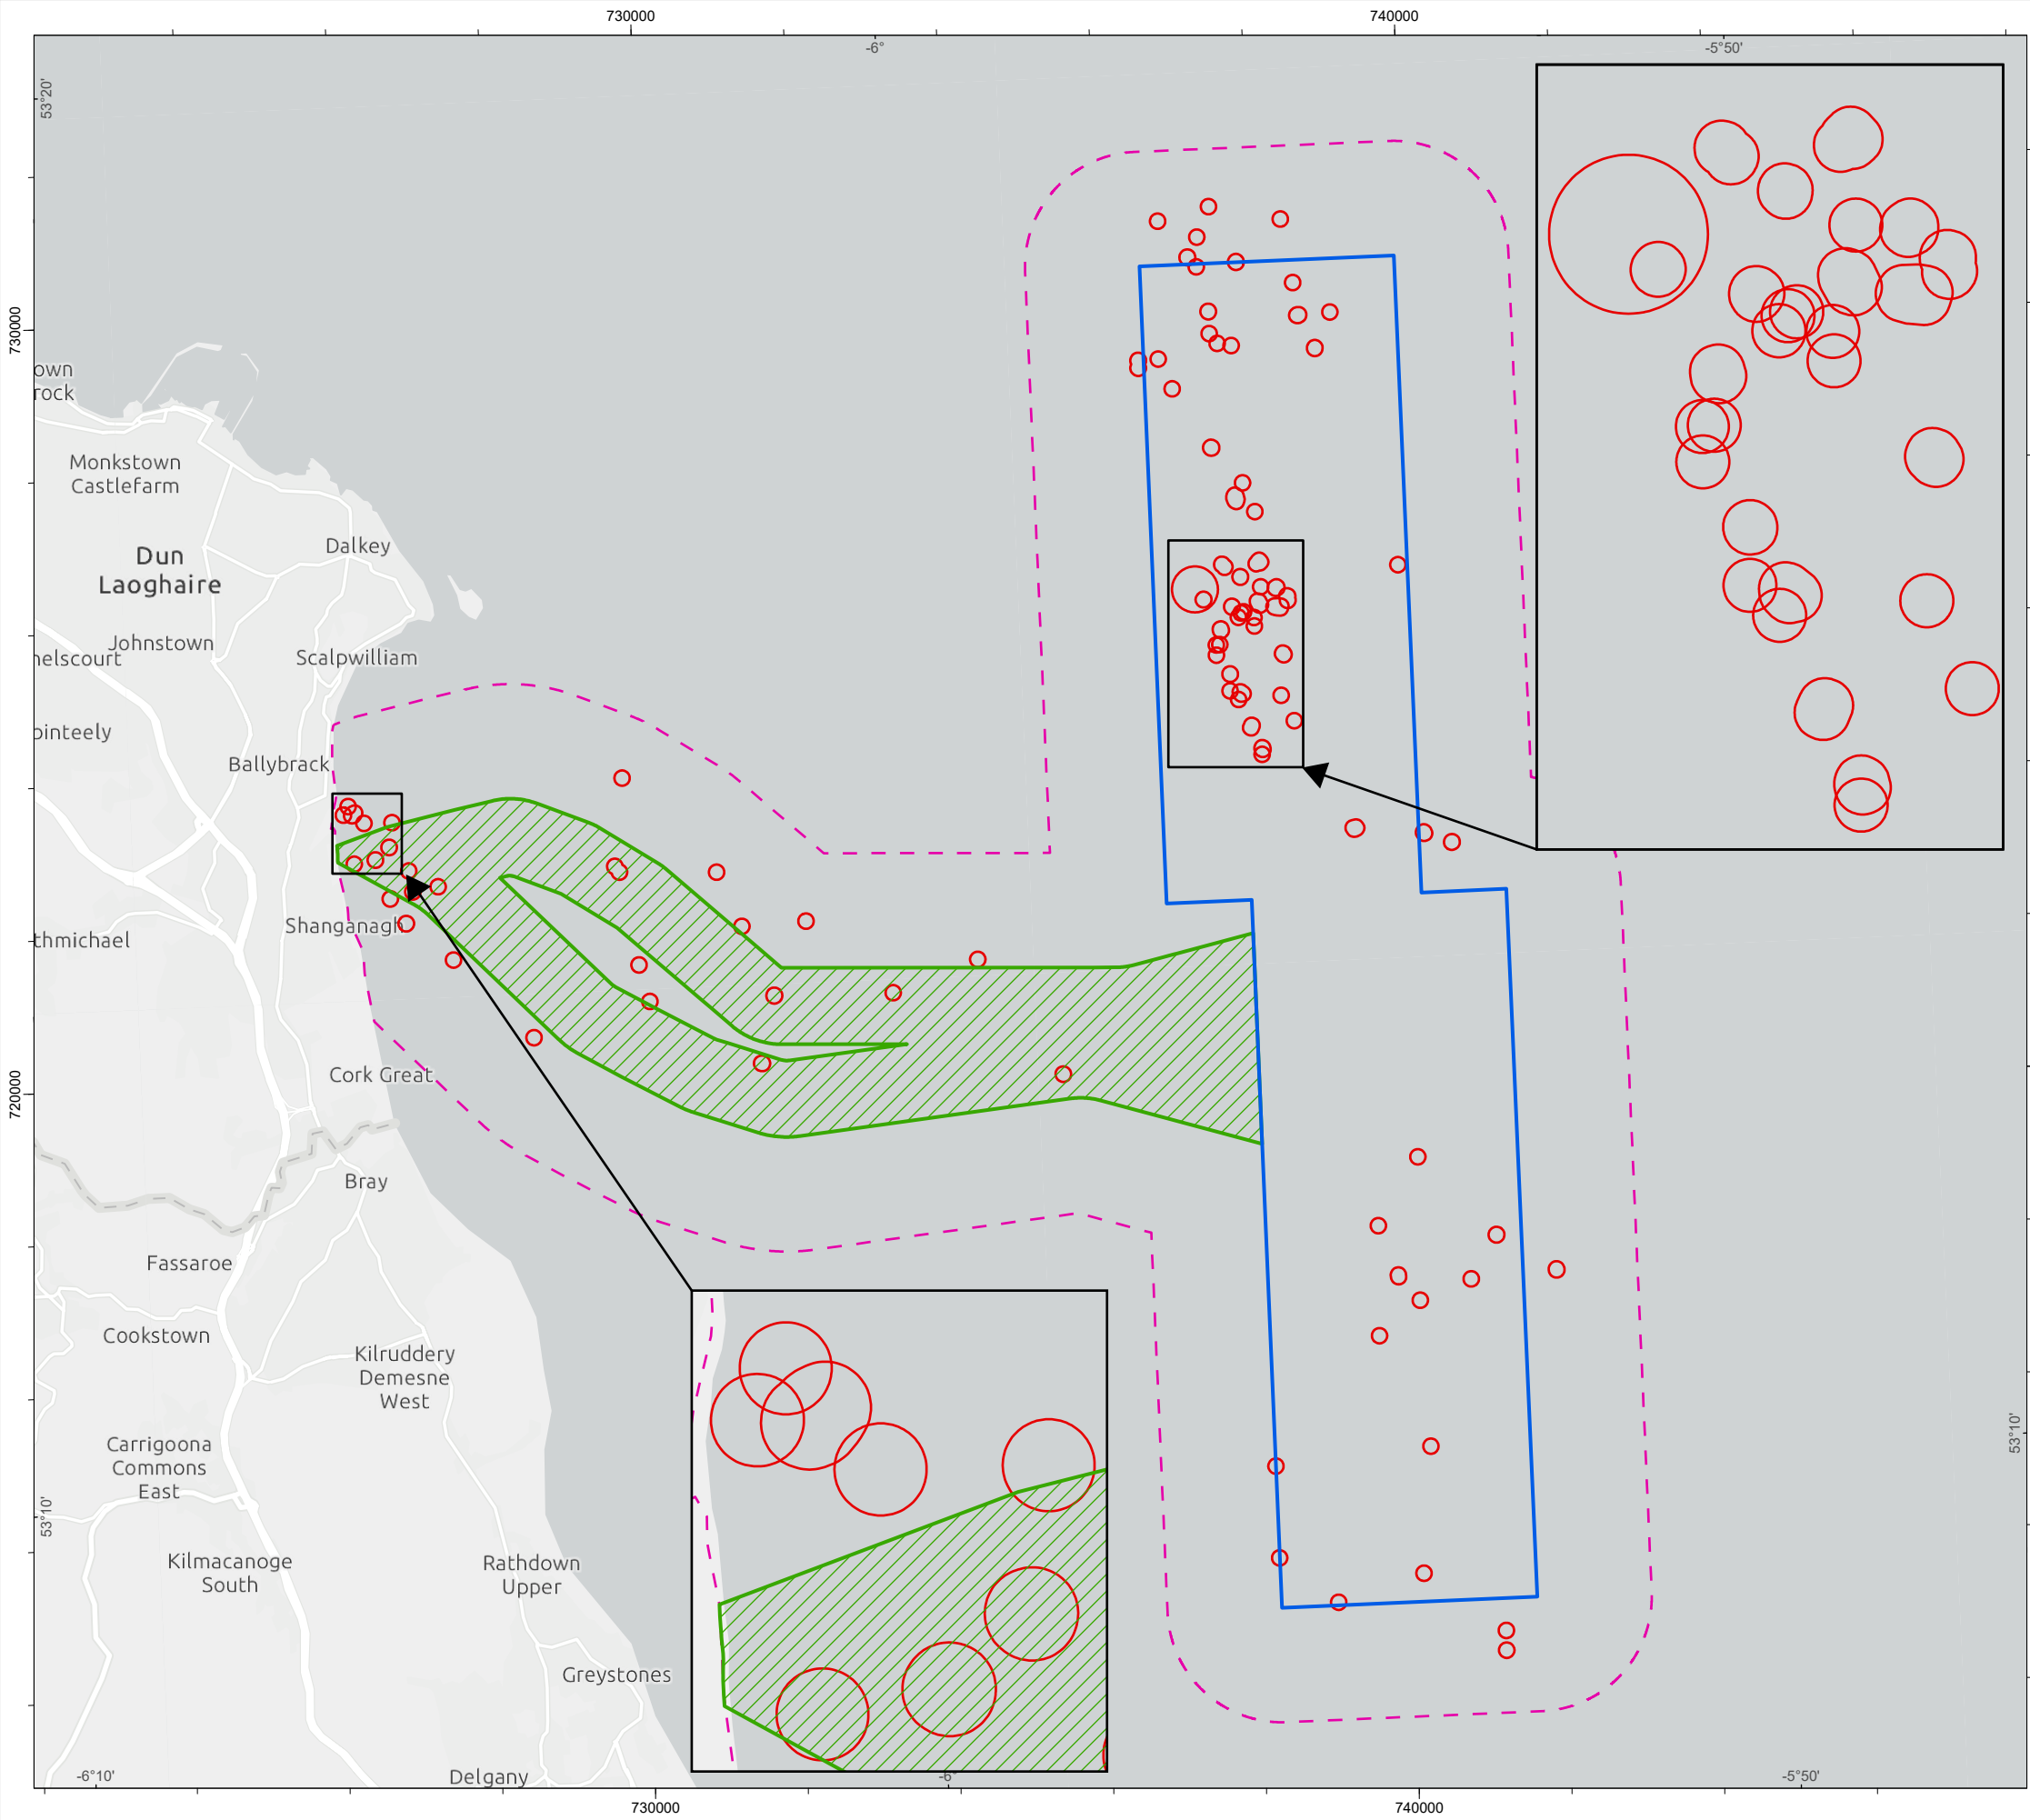 730000
740000
-6°
-5°50'
53°20'
730000
own
rock
Monkstown
Castlefarm
Dun
Laoghaire
Dalkey
Johnstown
nelscourt
Scalpwilliam
ointeely
Ballybrack
Shanganagh
thmichael
Cork Great
720000
Bray
Fassaroe
Cookstown
Kilruddery
Demesne
West
Carrigoona
Commons
East
53°10'
53°10'
Kilmacanoge
South
Rathdown
Upper
Greystones
Delgany
-6°10'
-6°
-5°50'
730000
740000